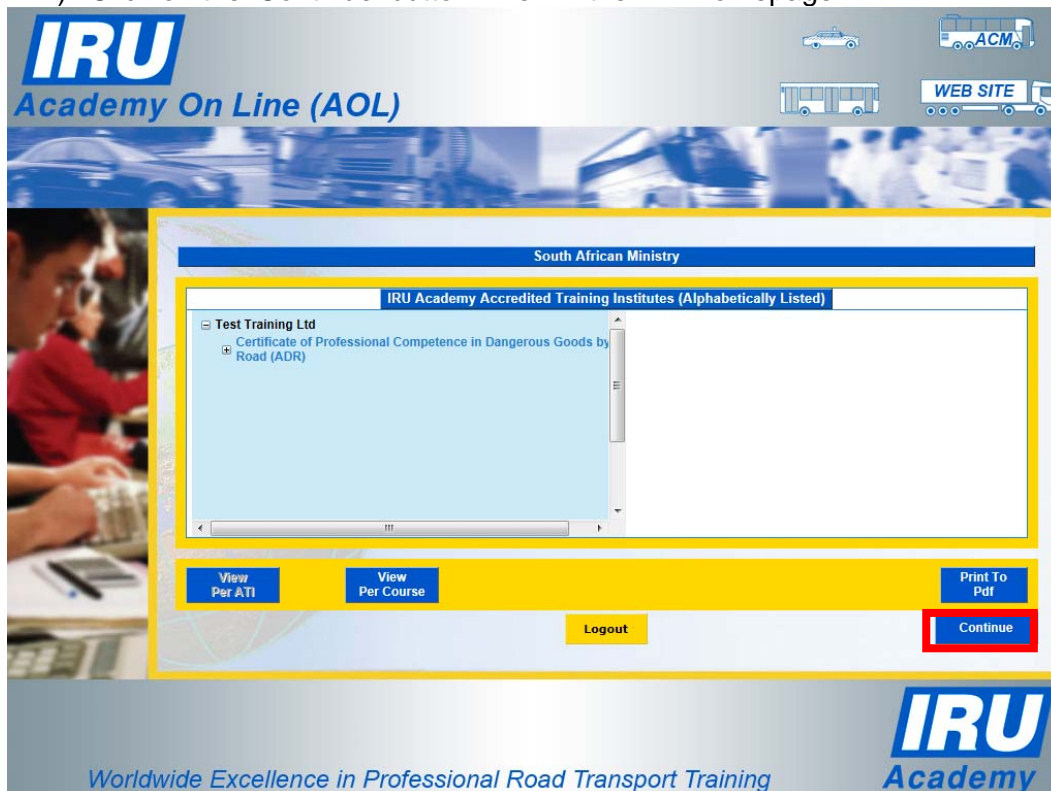 IRU
ACM
Academy On Line (AOL)
WEB SITE
South African Ministry
IRU Academy Accredited Training Institutes (Alphabetically Listed)
Test Training Ltd
Certificate of Professional Competence in Dangerous Goods by
Road (ADR)
View
Per ATI
View
Per Course
Print To
Pdf
Logout
Continue
IRU
Worldwide Excellence in Professional Road Transport Training
Academy